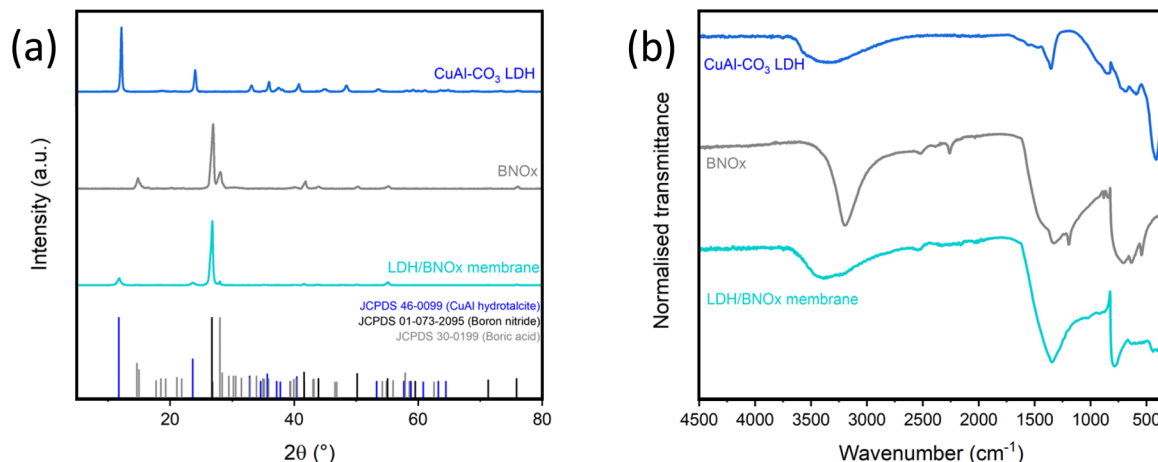 (a)
CuAl-CO₃ LDH
BNOx
LDH/BNOx membrane
JCPDS 46-0099 (CuAl hydrotalcite)
JCPDS 01-073-2095 (Boron nitride)
JCPDS 30-0199 (Boric acid)
Intensity (a.u.)
20 40 60 80
2θ (°)
(b)
CuAl-CO₃ LDH
BNOx
LDH/BNOx membrane
Normalised transmittance
4500 4000 3500 3000 2500 2000 1500 1000 500
Wavenumber (cm⁻¹)